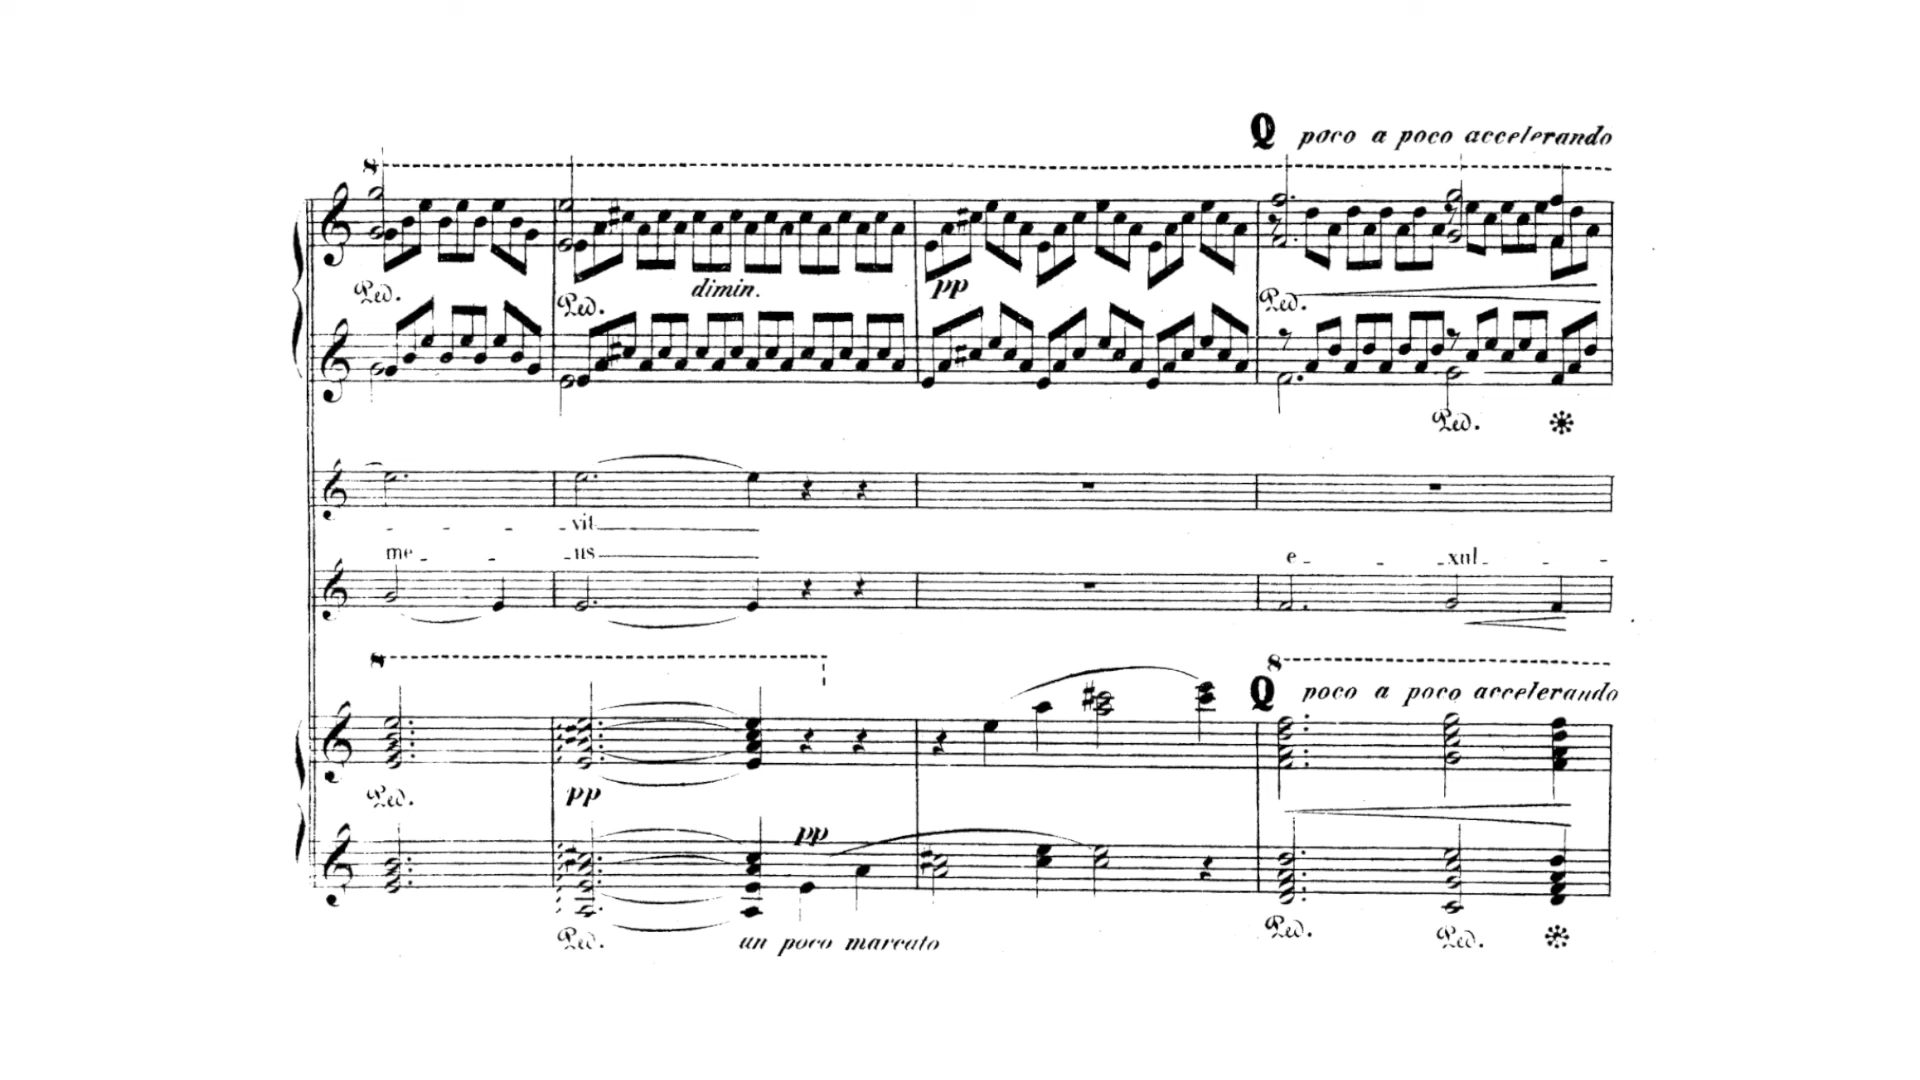 Q poco a poco accelerando
8
Ped. Ped. dimin. pp Ped.
Ped.
- - - - vit
me - - - us e - - - xul - - -
8 8
Q poco a poco accelerando
Ped. pp
pp
Ped. un poco marcato Ped. Ped.